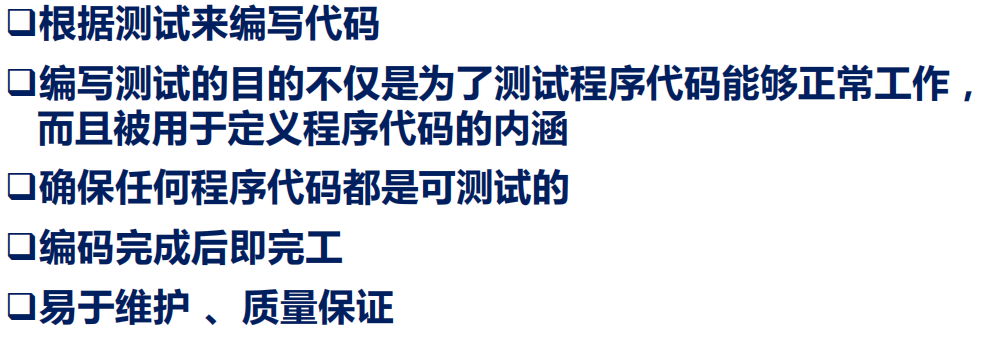 ❑根据测试来编写代码
❑编写测试的目的不仅是为了测试程序代码能够正常工作，
而且被用于定义程序代码的内涵
❑确保任何程序代码都是可测试的
❑编码完成后即完工
❑易于维护 、质量保证